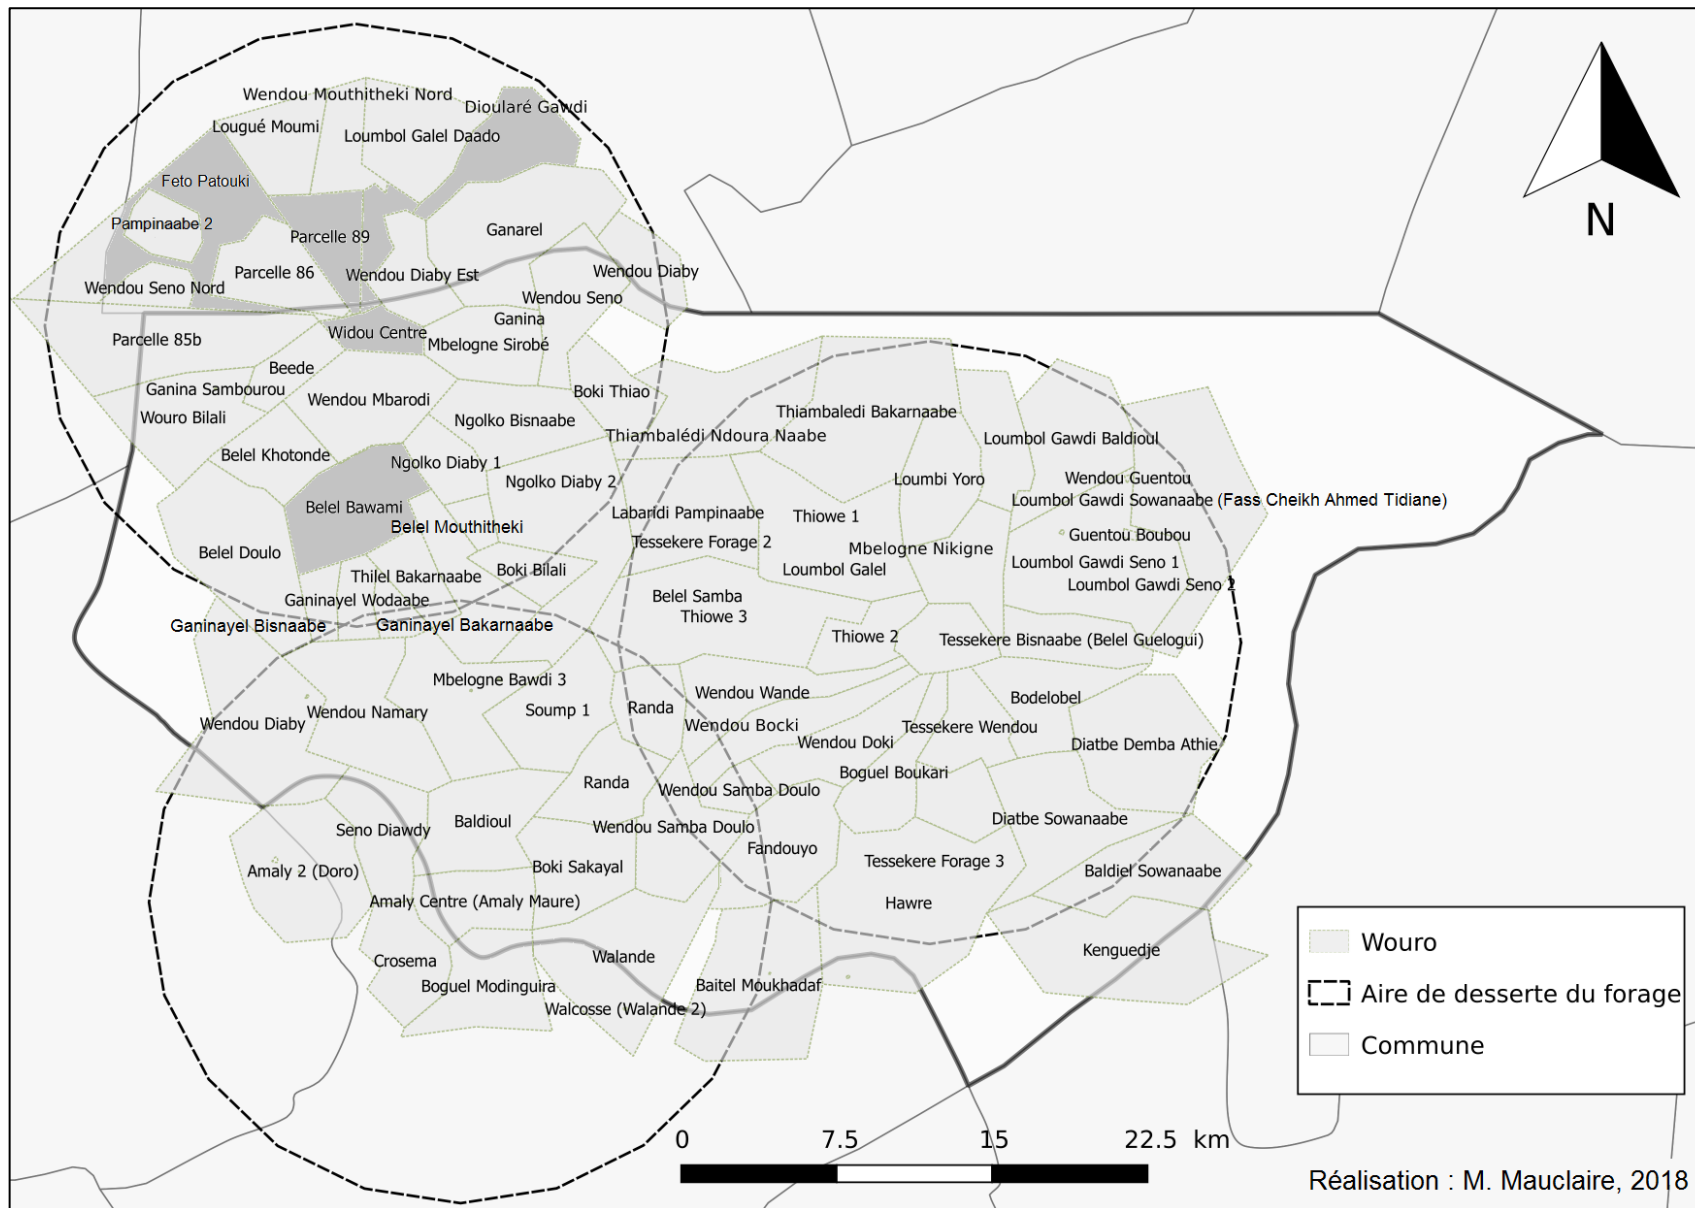 Wendou Mouthitheki Nord
Dioularé Gawdi
Lougué Moumi
Loumbol Galel Daado
Feto Patouki
Pampinaabe 2
Parcelle 89
Ganarel
Parcelle 86
Wendou Diaby Est
Wendou Diaby
Wendou Seno Nord
Wendou Seno
Ganina
Widou Centre
Parcelle 85b
Mbelogne Sirobé
Beede
Ganina Sambourou
Wendou Mbarodi
Boki Thiao
Wouro Bilali
Ngolko Bisnaabe
Thiambaledi Bakarnaabe
Thiambalédi Ndoura Naabe
Loumbol Gawdi Baldioul
Belel Khotonde
Ngolko Diaby 1
Ngolko Diaby 2
Loumbi Yoro
Wendou Guentou
Loumbol Gawdi Sowanaabe (Fass Cheikh Ahmed Tidiane)
Belel Bawami
Belel Mouthitheki
Labaridi Pampinaabe
Thiowe 1
Guentou Boubou
Tessekere Forage 2
Mbelogne Nikigne
Belel Doulo
Loumbol Galel
Loumbol Gawdi Seno 1
Boki Bilali
Thilel Bakarnaabe
Loumbol Gawdi Seno 2
Ganinayel Wodaabe
Belel Samba
Thiowe 3
Ganinayel Bisnaabe
Ganinayel Bakarnaabe
Thiowe 2
Tessekere Bisnaabe (Belel Guelogui)
Mbelogne Bawdi 3
Wendou Wande
Bodelobel
Wendou Namary
Soump 1
Randa
Wendou Diaby
Wendou Bocki
Tessekere Wendou
Wendou Doki
Diatbe Demba Athie
Boguel Boukari
Randa
Wendou Samba Doulo
Baldioul
Seno Diawdy
Wendou Samba Doulo
Diatbe Sowanaabe
Fandouyo
Amaly 2 (Doro)
Boki Sakayal
Tessekere Forage 3
Baldiel Sowanaabe
Amaly Centre (Amaly Maure)
Hawre
Crosema
Walande
Kenguedje
Boguel Modinguira
Baitel Moukhadaf
Walcosse (Walande 2)
N
Wouro
Aire de desserte du forage
Commune
0 7.5 15 22.5 km
Réalisation : M. Mauclaire, 2018